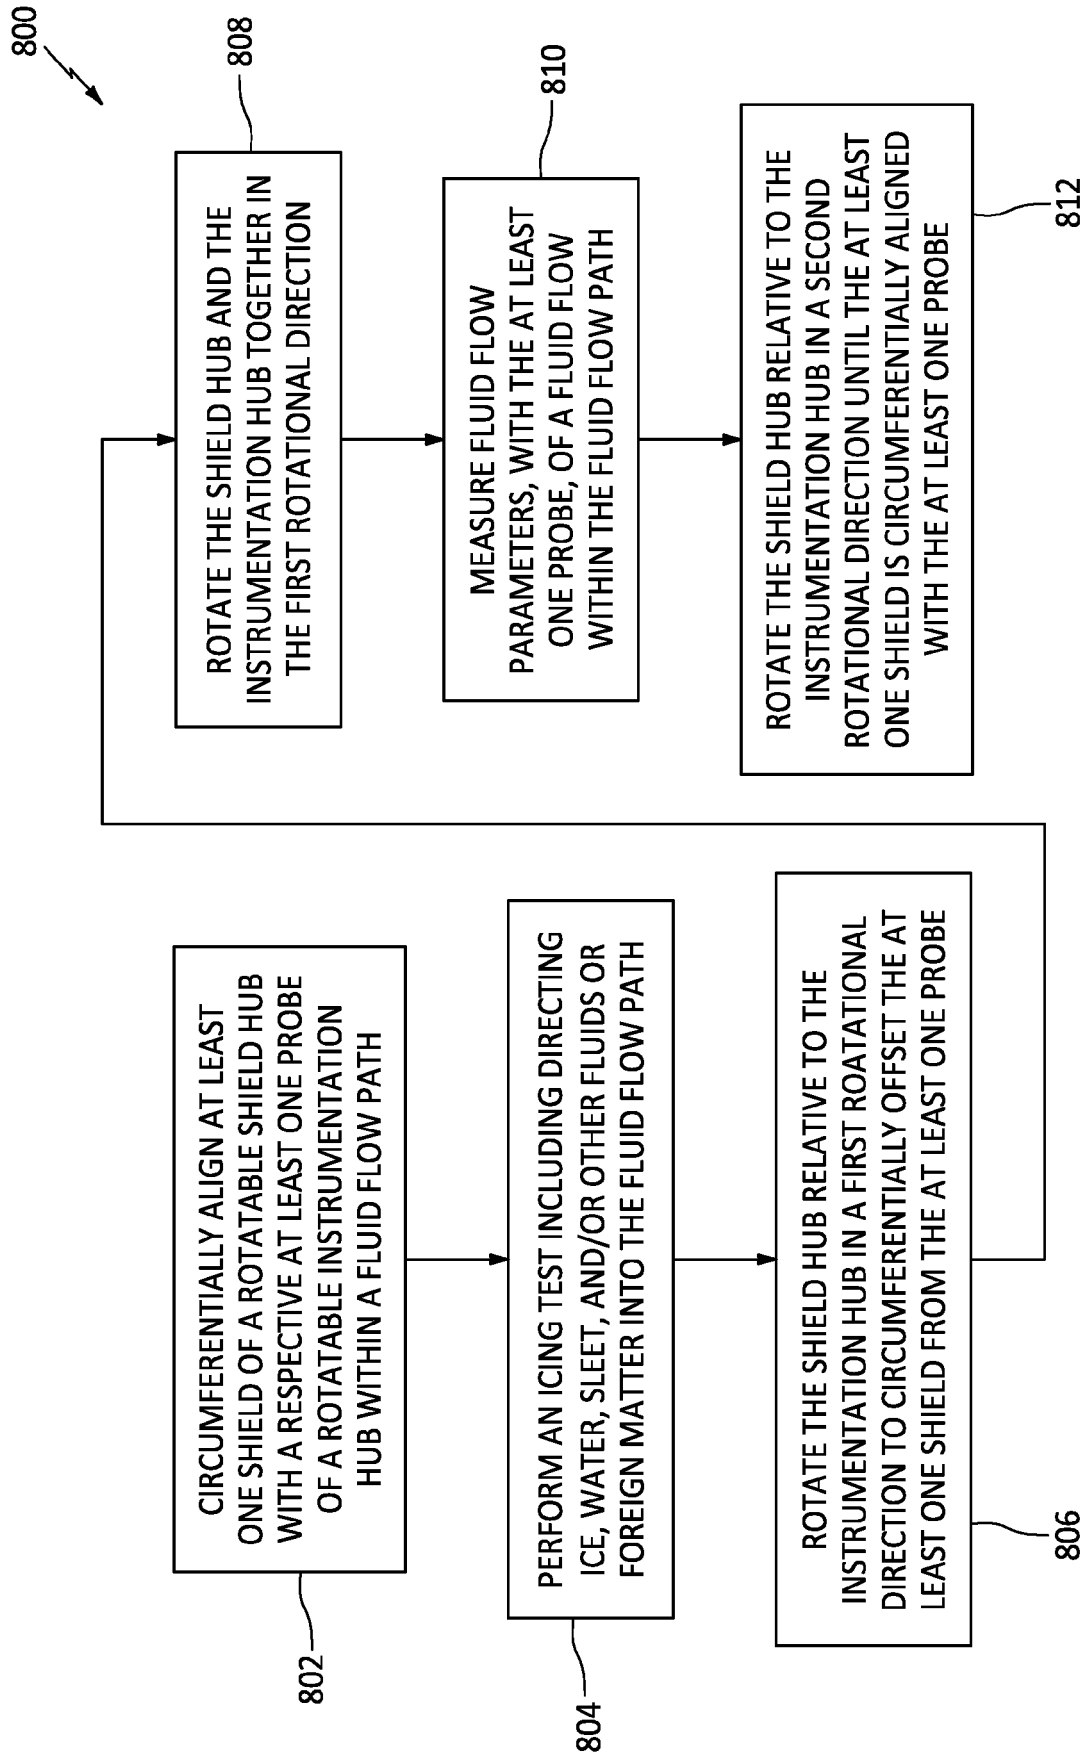 800
CIRCUMFERENTIALLY ALIGN AT LEAST
ONE SHIELD OF A ROTATABLE SHIELD HUB
WITH A RESPECTIVE AT LEAST ONE PROBE
OF A ROTATABLE INSTRUMENTATION
HUB WITHIN A FLUID FLOW PATH
802
PERFORM AN ICING TEST INCLUDING DIRECTING
ICE, WATER, SLEET, AND/OR OTHER FLUIDS OR
FOREIGN MATTER INTO THE FLUID FLOW PATH
804
ROTATE THE SHIELD HUB RELATIVE TO THE
INSTRUMENTATION HUB IN A FIRST ROATATIONAL
DIRECTION TO CIRCUMFERENTIALLY OFFSET THE AT
LEAST ONE SHIELD FROM THE AT LEAST ONE PROBE
806
ROTATE THE SHIELD HUB AND THE
INSTRUMENTATION HUB TOGETHER IN
THE FIRST ROTATIONAL DIRECTION
808
MEASURE FLUID FLOW
PARAMETERS, WITH THE AT LEAST
ONE PROBE, OF A FLUID FLOW
WITHIN THE FLUID FLOW PATH
810
ROTATE THE SHIELD HUB RELATIVE TO THE
INSTRUMENTATION HUB IN A SECOND
ROTATIONAL DIRECTION UNTIL THE AT LEAST
ONE SHIELD IS CIRCUMFERENTIALLY ALIGNED
WITH THE AT LEAST ONE PROBE
812